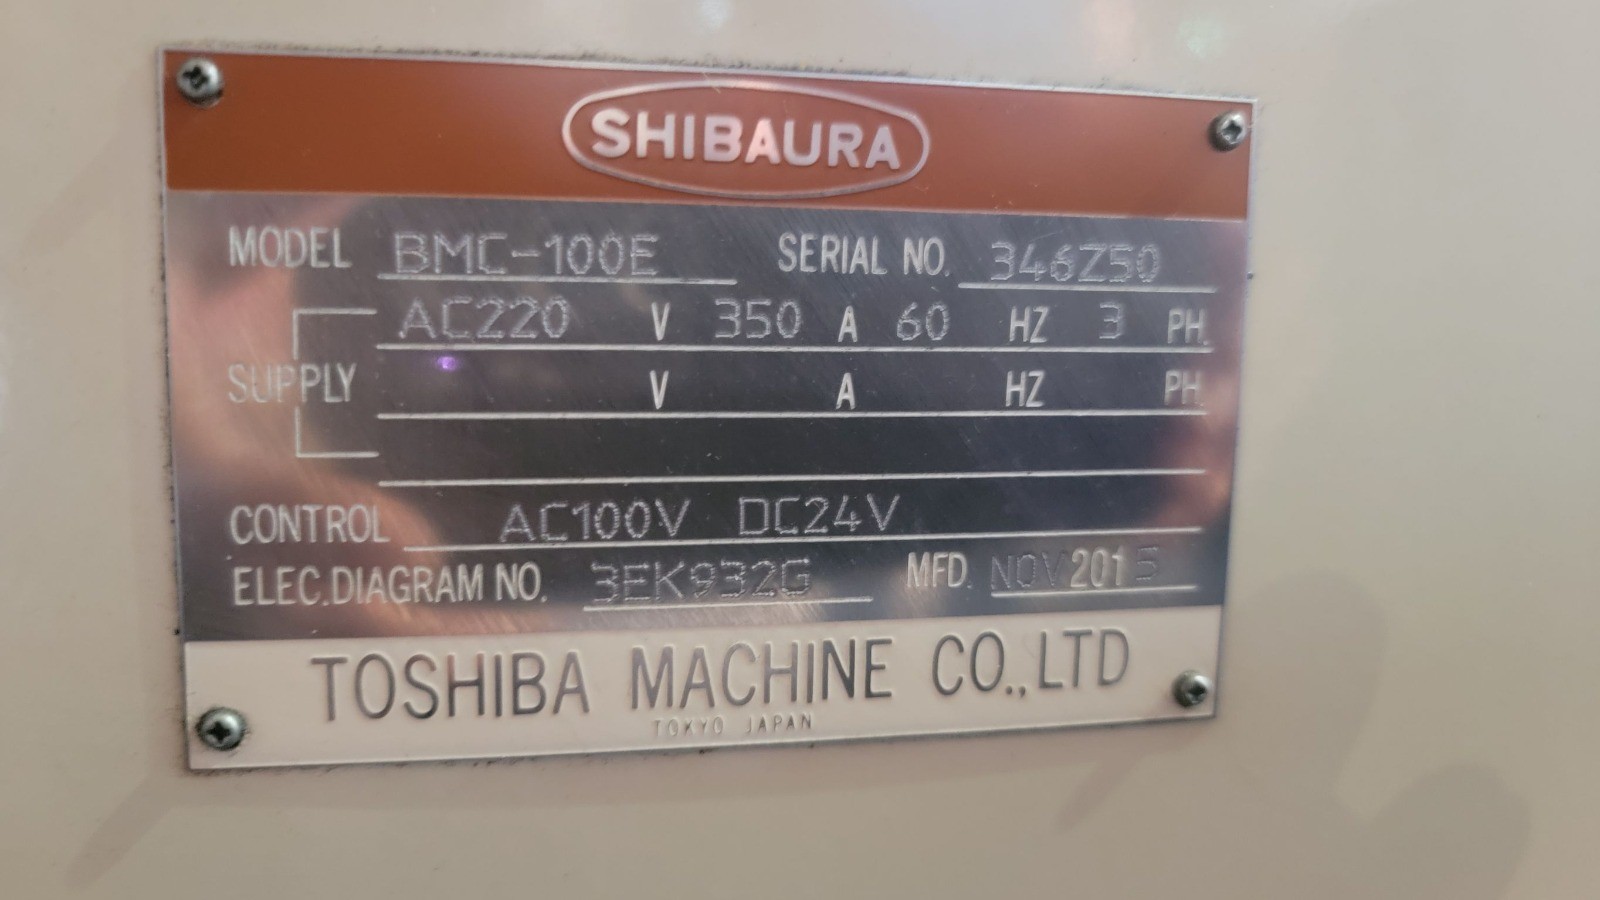 SHIBAURA
MODEL BMC-100E SERIAL NO. 346Z50
AC220 V 350 A 60 HZ 3 PH.
SUPPLY V A HZ PH.
CONTROL AC100V DC24V
ELEC.DIAGRAM NO. 3EK932G MFD. NOV 2015
TOSHIBA MACHINE CO.,LTD
TOKYO JAPAN